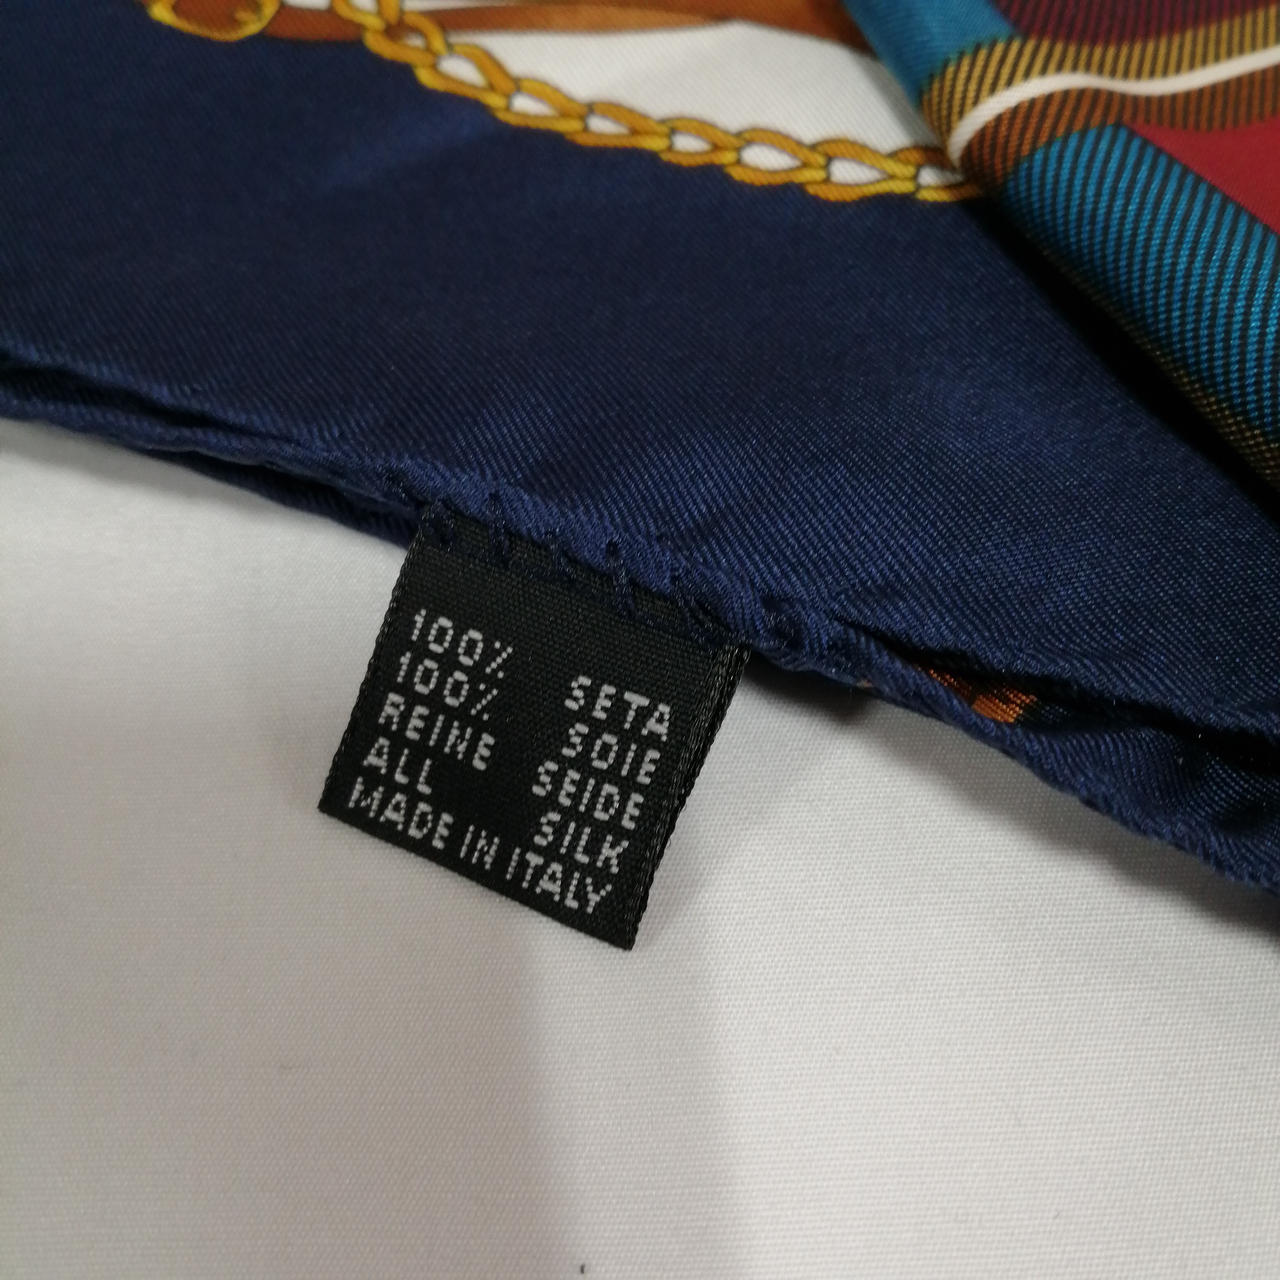 100% SETA
100% SOIE
REINE SEIDE
ALL SILK
MADE IN ITALY